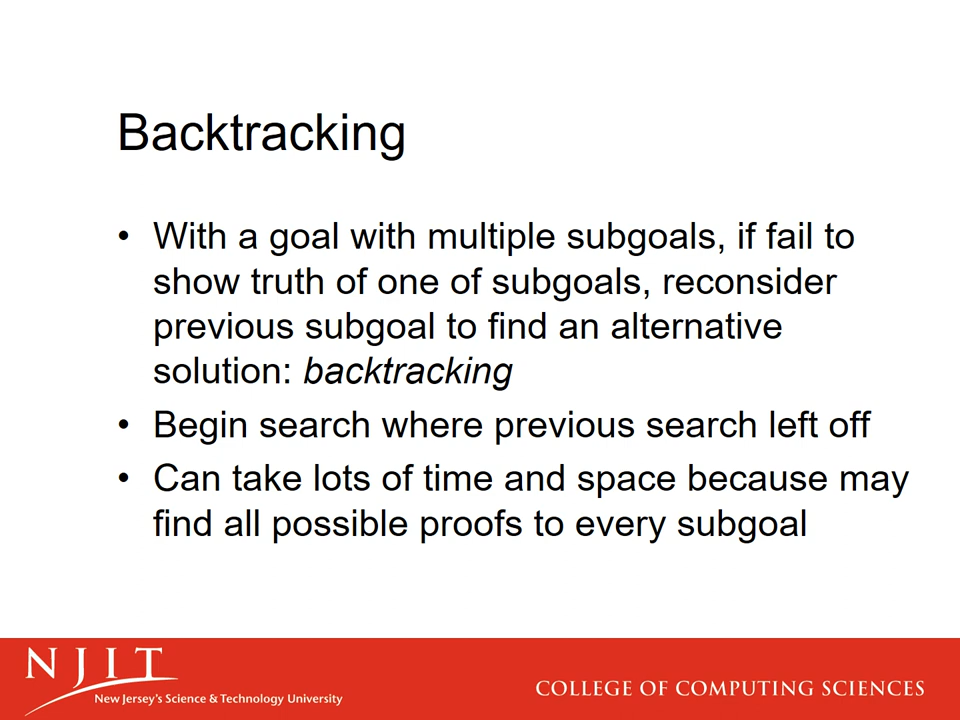 Backtracking
• With a goal with multiple subgoals, if fail to
show truth of one of subgoals, reconsider
previous subgoal to find an alternative
solution: backtracking
• Begin search where previous search left off
• Can take lots of time and space because may
find all possible proofs to every subgoal
NJIT
New Jersey's Science & Technology University
COLLEGE OF COMPUTING SCIENCES